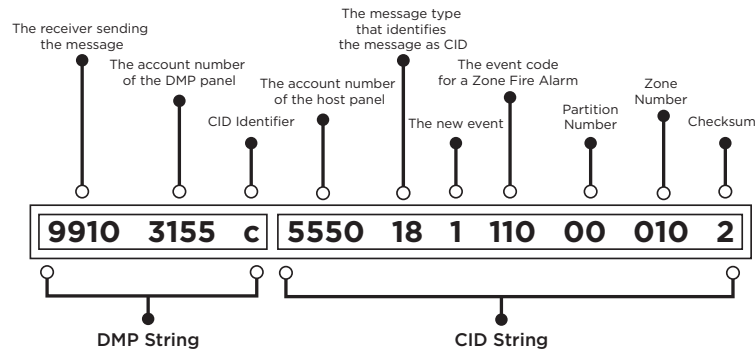 The receiver sending
the message
The account number
of the DMP panel
CID Identifier
The account number
of the host panel
The message type
that identifies
the message as CID
The new event
The event code
for a Zone Fire Alarm
Partition
Number
Zone
Number
Checksum
9910 3155 c 5550 18 1 110 00 010 2
DMP String
CID String